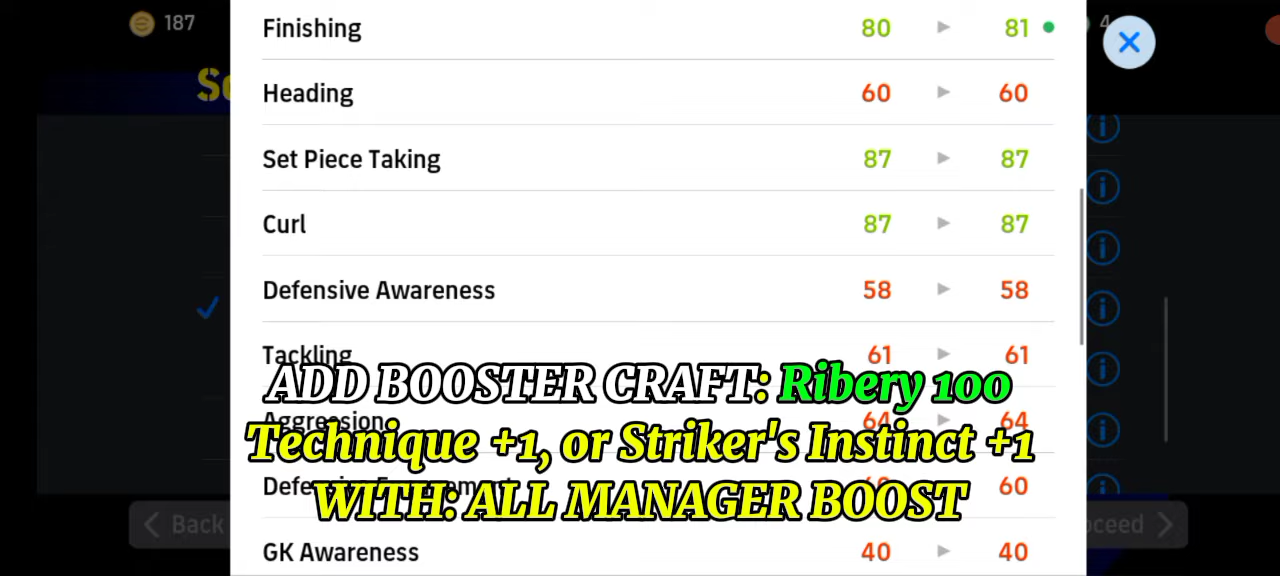 187
4
Finishing 80 ▶ 81
Heading 60 ▶ 60
Set Piece Taking 87 ▶ 87
Curl 87 ▶ 87
Defensive Awareness 58 ▶ 58
Tackling 61 ▶ 61
ADD BOOSTER CRAFT: Ribery 100
Aggression 64 ▶ 64
Technique +1, or Striker's Instinct +1
60
WITH: ALL MANAGER BOOST
Back
GK Awareness 40 ▶ 40